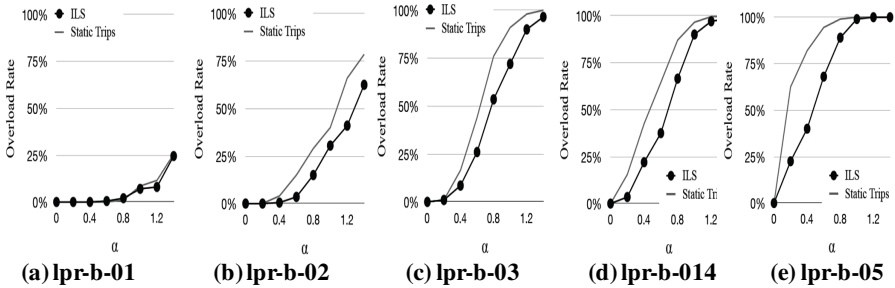 ILS
Static Trips
100%
75%
50%
25%
0%
Overload Rate
0 0.4 0.8 1.2
α
(a) lpr-b-01
ILS
Static Trips
100%
75%
50%
25%
0%
Overload Rate
0 0.4 0.8 1.2
α
(b) lpr-b-02
ILS
Static Trips
100%
75%
50%
25%
0%
Overload Rate
0 0.4 0.8 1.2
α
(c) lpr-b-03
100%
75%
50%
25%
0%
Overload Rate
ILS
Static Tri
0 0.4 0.8 1.2
α
(d) lpr-b-014
100%
75%
50%
25%
0%
Overload Rate
ILS
Static Trips
0 0.4 0.8 1.2
α
(e) lpr-b-05